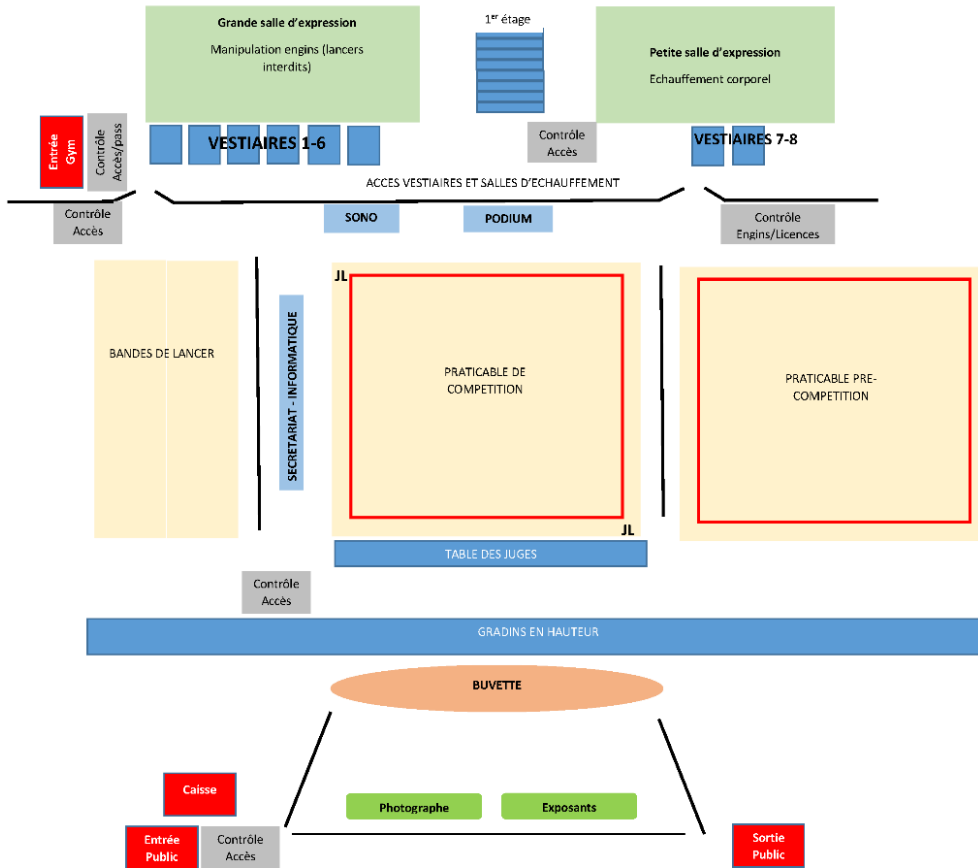 Grande salle d'expression
Manipulation engins (lancers
interdits)
1er étage
Petite salle d'expression
Echauffement corporel
Entrée
Gym
Contrôle
Accès/pass
VESTIAIRES 1-6
Contrôle
Accès
VESTIAIRES 7-8
ACCES VESTIAIRES ET SALLES D'ECHAUFFEMENT
Contrôle
Accès
SONO
PODIUM
Contrôle
Engins/Licences
JL
BANDES DE LANCER
SECRETARIAT - INFORMATIQUE
PRATICABLE DE
COMPETITION
PRATICABLE PRE-
COMPETITION
JL
TABLE DES JUGES
Contrôle
Accès
GRADINS EN HAUTEUR
BUVETTE
Caisse
Photographe
Exposants
Entrée
Public
Contrôle
Accès
Sortie
Public